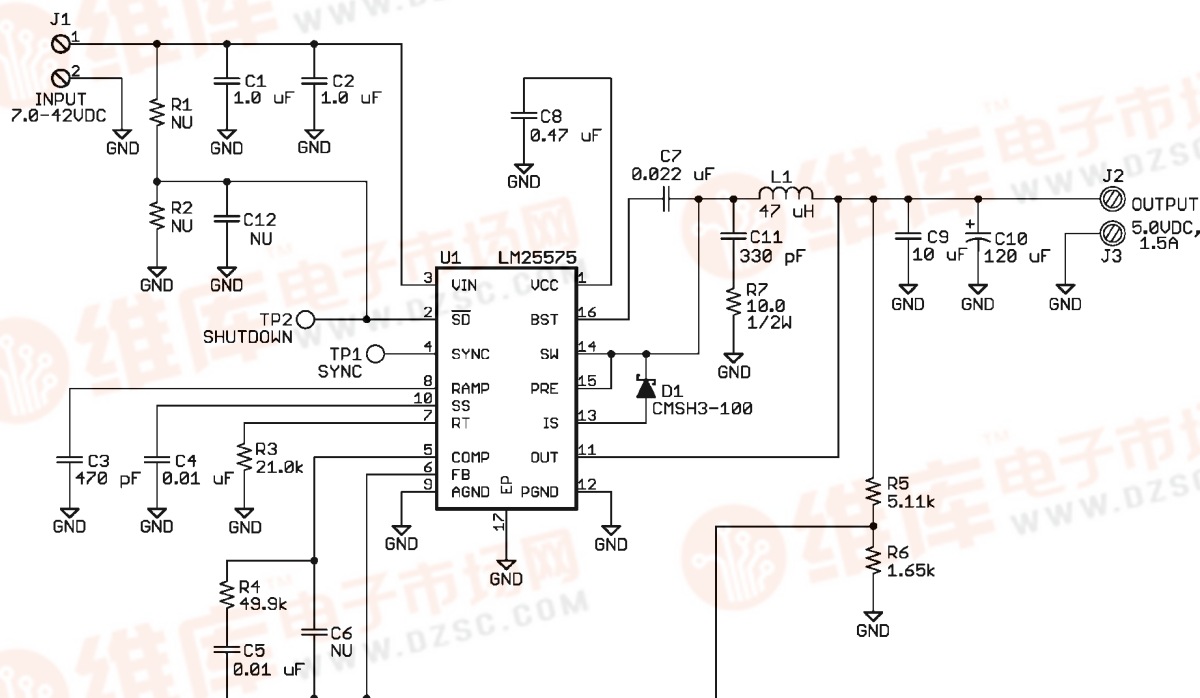 J1
1
2
INPUT
7.0-42VDC
GND
R1
NU
C1
1.0 uF
GND
C2
1.0 uF
GND
R2
NU
GND
C12
NU
GND
C8
0.47 uF
GND
C7
0.022 uF
L1
47 uH
C11
330 pF
R7
10.0
1/2W
GND
C9
10 uF
GND
C10
120 uF
GND
J2
OUTPUT
5.0VDC,
1.5A
J3
GND
TP2
SHUTDOWN
TP1
SYNC
U1 LM25575
3 VIN VCC 1
2 SD BST 16
4 SYNC SW 14
8 RAMP PRE 15
10 SS
7 RT IS 13
5 COMP OUT 11
6 FB
9 AGND EP PGND 12
17
GND
GND
GND
D1
CMSH3-100
C3
470 pF
GND
C4
0.01 uF
GND
R3
21.0k
GND
R5
5.11k
R6
1.65k
GND
R4
49.9k
C5
0.01 uF
C6
NU
维库电子市场网
WWW.DZSC.COM